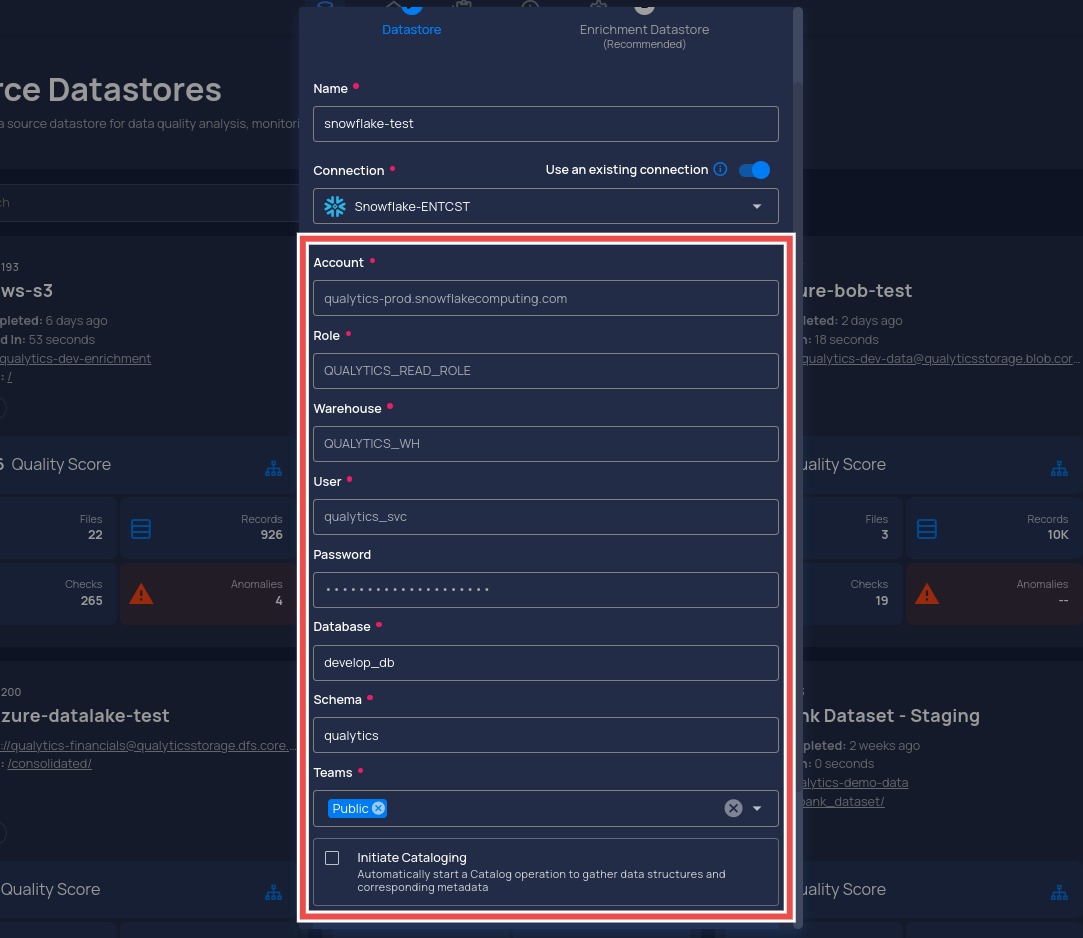 Datastore
Enrichment Datastore
(Recommended)
rce Datastores
a source datastore for data quality analysis, monitori
Name
snowflake-test
Connection
Use an existing connection
Snowflake-ENTCST
Account
qualytics-prod.snowflakecomputing.com
Role
QUALYTICS_READ_ROLE
Warehouse
QUALYTICS_WH
User
qualytics_svc
Password
••••••••••••••••••••
Database
develop_db
Schema
qualytics
Teams
Public
Initiate Cataloging
Automatically start a Catalog operation to gather data structures and
corresponding metadata
ch
193
ws-s3
pleted: 6 days ago
d In: 53 seconds
qualytics-dev-enrichment
: /
6 Quality Score
Files
22
Records
926
Checks
265
Anomalies
4
200
zure-datalake-test
://qualytics-financials@qualyticsstorage.dfs.core...
: /consolidated/
Quality Score
ure-bob-test
leted: 2 days ago
n: 18 seconds
qualytics-dev-data@qualyticsstorage.blob.cor...
uality Score
Files
3
Records
10K
Checks
19
Anomalies
--
nk Dataset - Staging
pleted: 2 weeks ago
n: 0 seconds
alytics-demo-data
bank_dataset/
uality Score